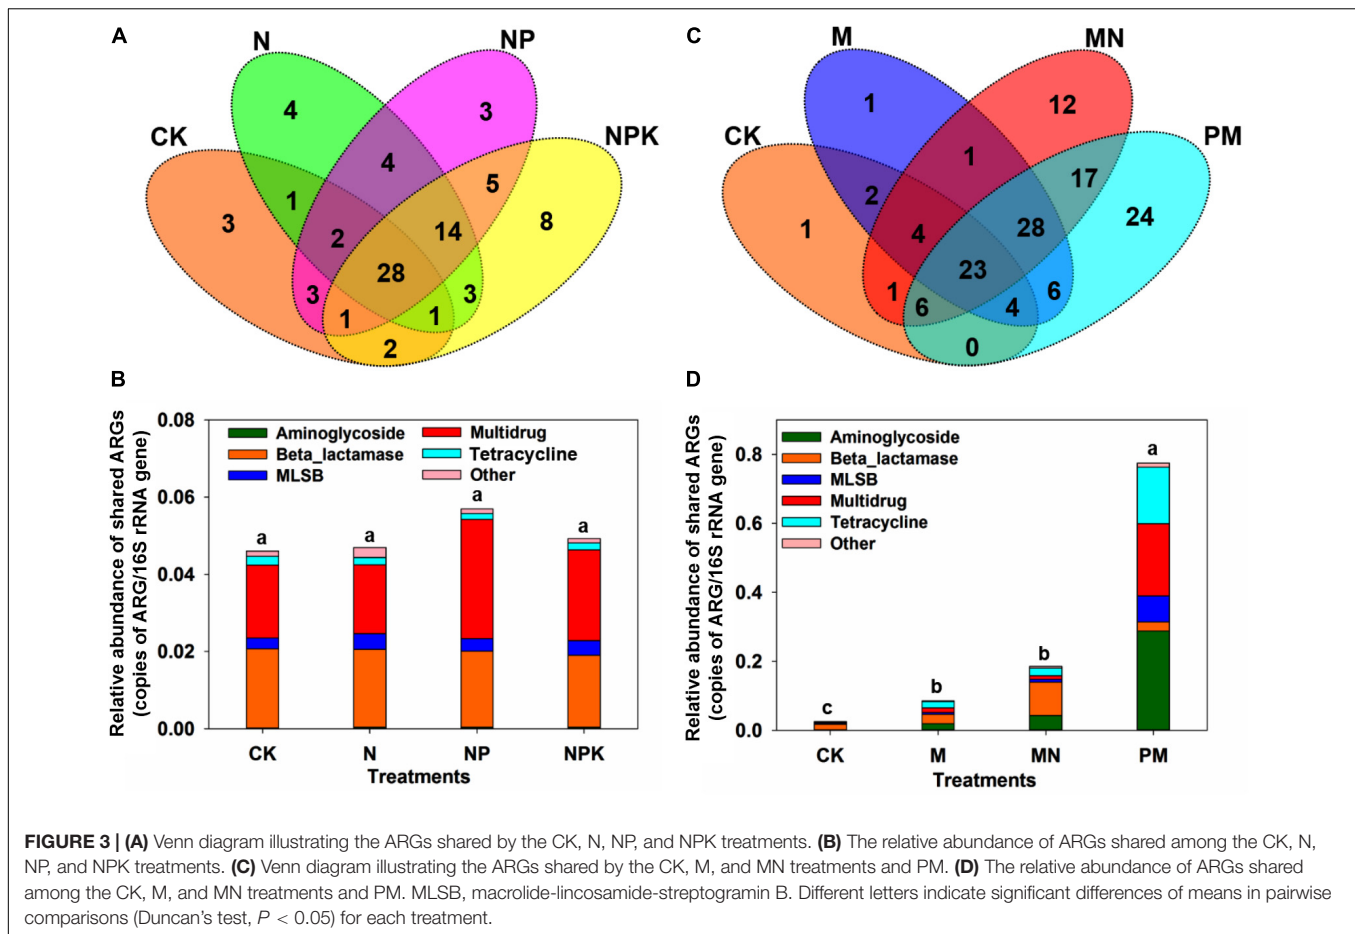 A
N
NP
CK
NPK
4
3
4
5
3
1
8
2
14
28
3
3
1
1
2
C
M
MN
CK
PM
1
12
1
17
2
24
1
4
28
23
1
6
6
4
0
B
Relative abundance of shared ARGs
(copies of ARG/16S rRNA gene)
0.08
0.06
0.04
0.02
0.00
Aminoglycoside
Beta_lactamase
MLSB
Multidrug
Tetracycline
Other
a
a
a
a
CK
N
NP
NPK
Treatments
D
Relative abundance of shared ARGs
(copies of ARG/16S rRNA gene)
0.8
0.6
0.4
0.2
0.0
Aminoglycoside
Beta_lactamase
MLSB
Multidrug
Tetracycline
Other
c
b
b
a
CK
M
MN
PM
Treatments
FIGURE 3 | (A) Venn diagram illustrating the ARGs shared by the CK, N, NP, and NPK treatments. (B) The relative abundance of ARGs shared among the CK, N,
NP, and NPK treatments. (C) Venn diagram illustrating the ARGs shared by the CK, M, and MN treatments and PM. (D) The relative abundance of ARGs shared
among the CK, M, and MN treatments and PM. MLSB, macrolide-lincosamide-streptogramin B. Different letters indicate significant differences of means in pairwise
comparisons (Duncan's test, P < 0.05) for each treatment.